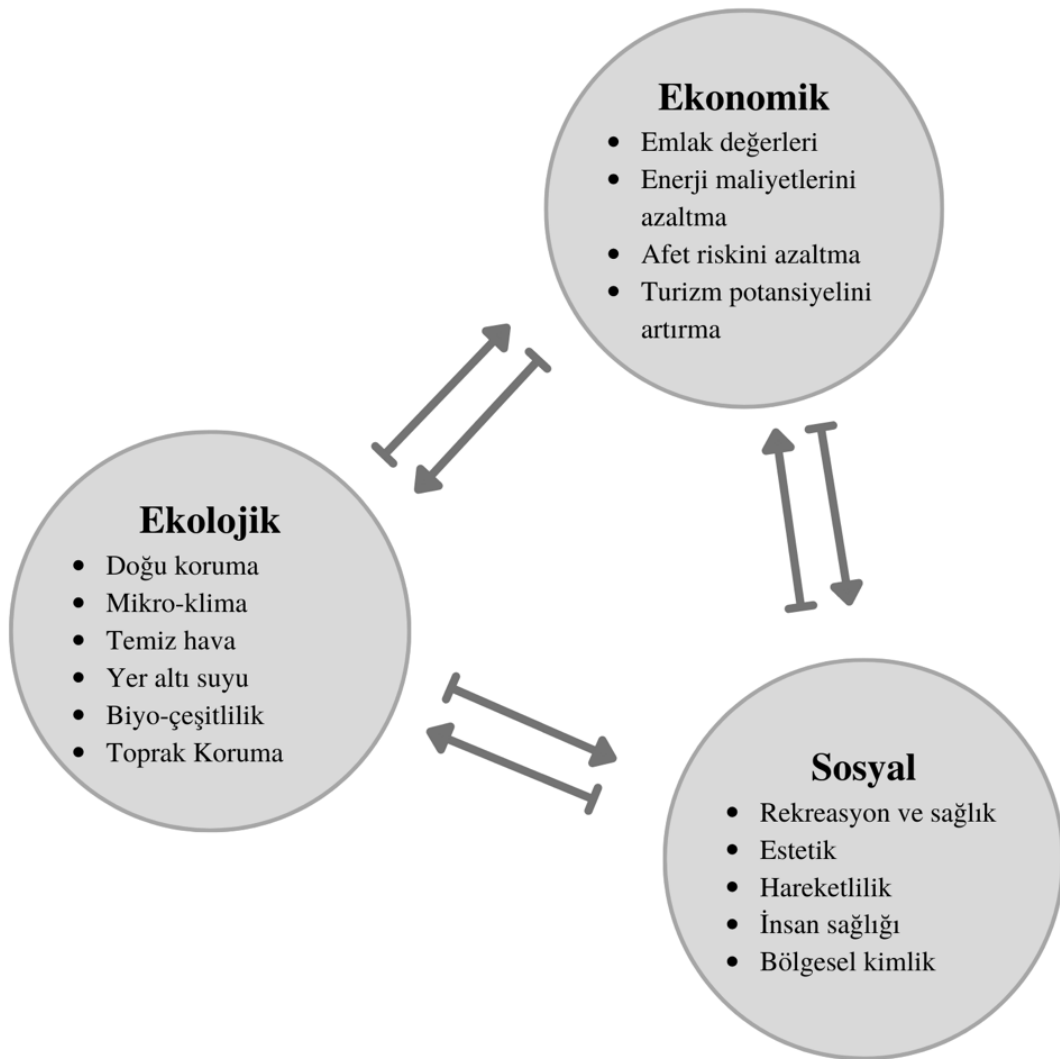 Ekonomik
• Emlak değerleri
• Enerji maliyetlerini
azaltma
• Afet riskini azaltma
• Turizm potansiyelini
artırma
Ekolojik
• Doğu koruma
• Mikro-klima
• Temiz hava
• Yer altı suyu
• Biyo-çeşitlilik
• Toprak Koruma
Sosyal
• Rekreasyon ve sağlık
• Estetik
• Hareketlilik
• İnsan sağlığı
• Bölgesel kimlik